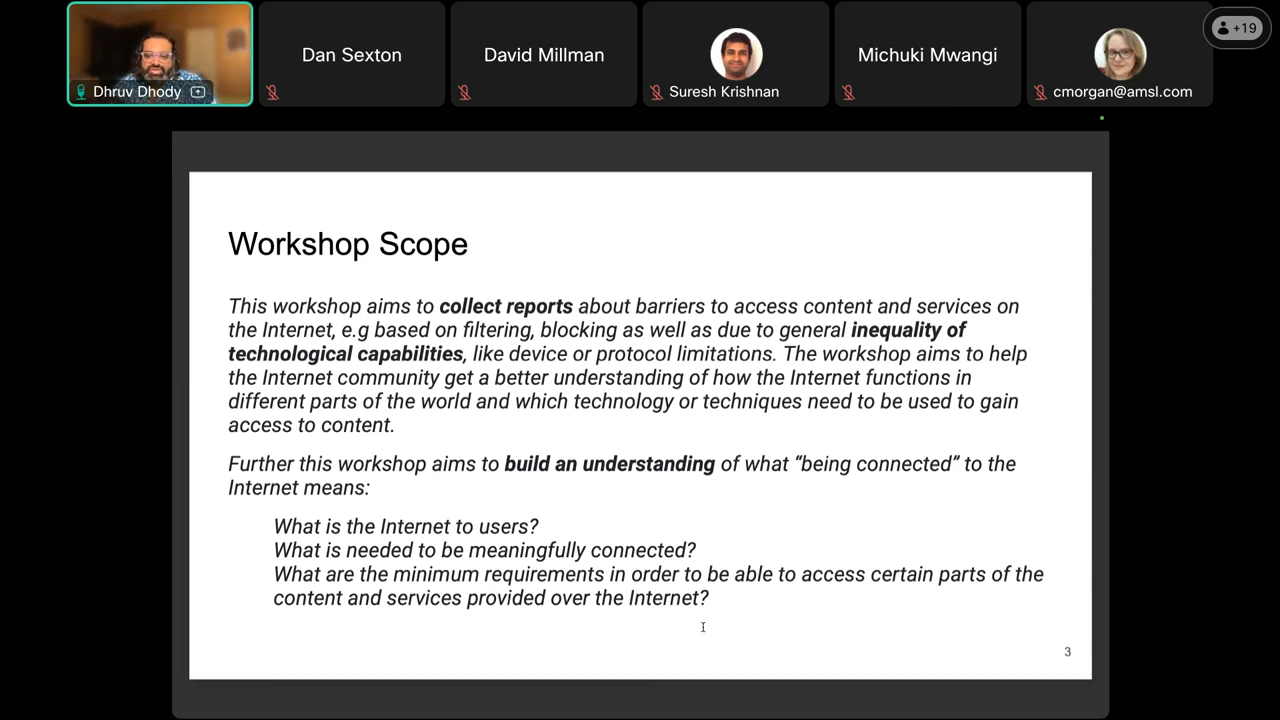 Dhruv Dhody
Dan Sexton
David Millman
Suresh Krishnan
Michuki Mwangi
cmorgan@amsl.com
+19
Workshop Scope
This workshop aims to collect reports about barriers to access content and services on
the Internet, e.g based on filtering, blocking as well as due to general inequality of
technological capabilities, like device or protocol limitations. The workshop aims to help
the Internet community get a better understanding of how the Internet functions in
different parts of the world and which technology or techniques need to be used to gain
access to content.
Further this workshop aims to build an understanding of what “being connected” to the
Internet means:
What is the Internet to users?
What is needed to be meaningfully connected?
What are the minimum requirements in order to be able to access certain parts of the
content and services provided over the Internet?
3